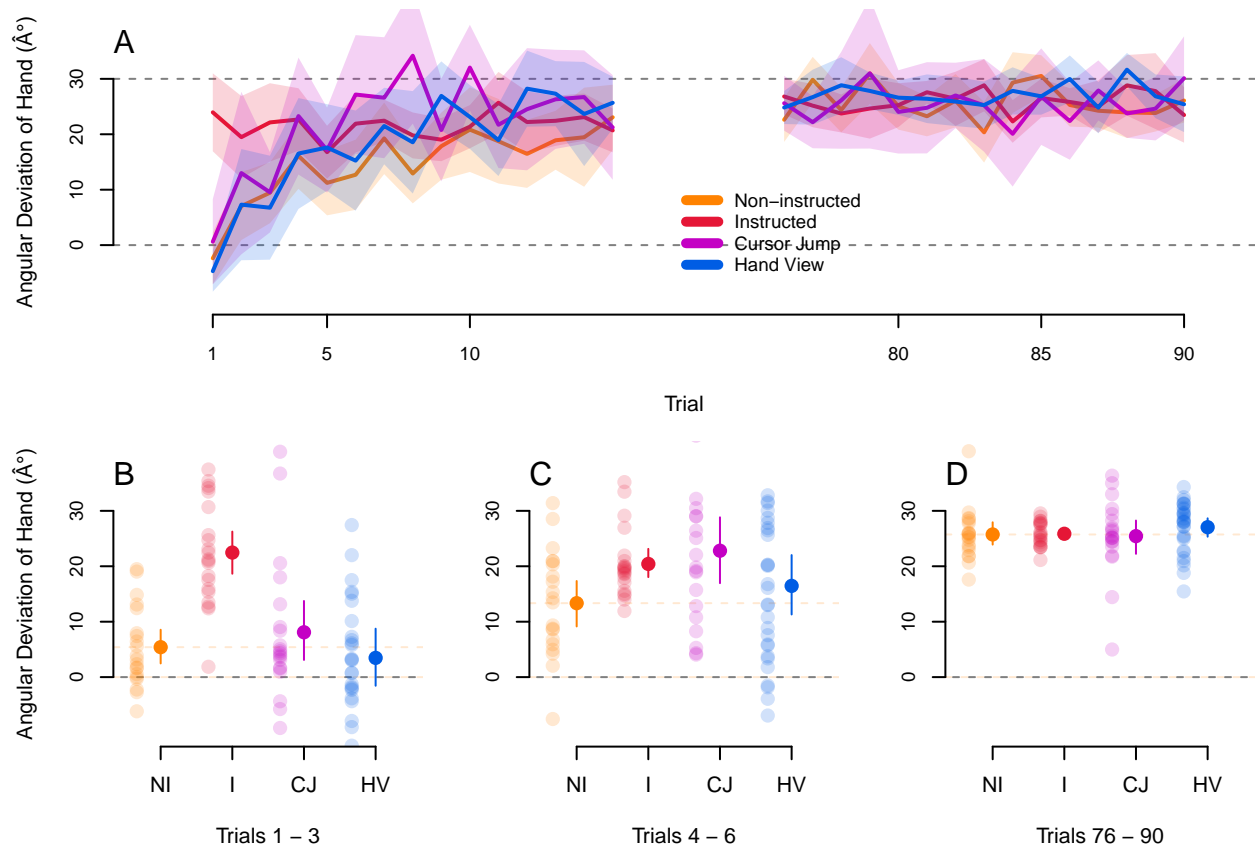 A
Angular Deviation of Hand (Â°)
30
20
10
0
Non−instructed
Instructed
Cursor Jump
Hand View
1 5 10 80 85 90
Trial
B C D
Angular Deviation of Hand (Â°)
30 30 30
20 20 20
10 10 10
0 0 0
NI I CJ HV NI I CJ HV NI I CJ HV
Trials 1 − 3 Trials 4 − 6 Trials 76 − 90